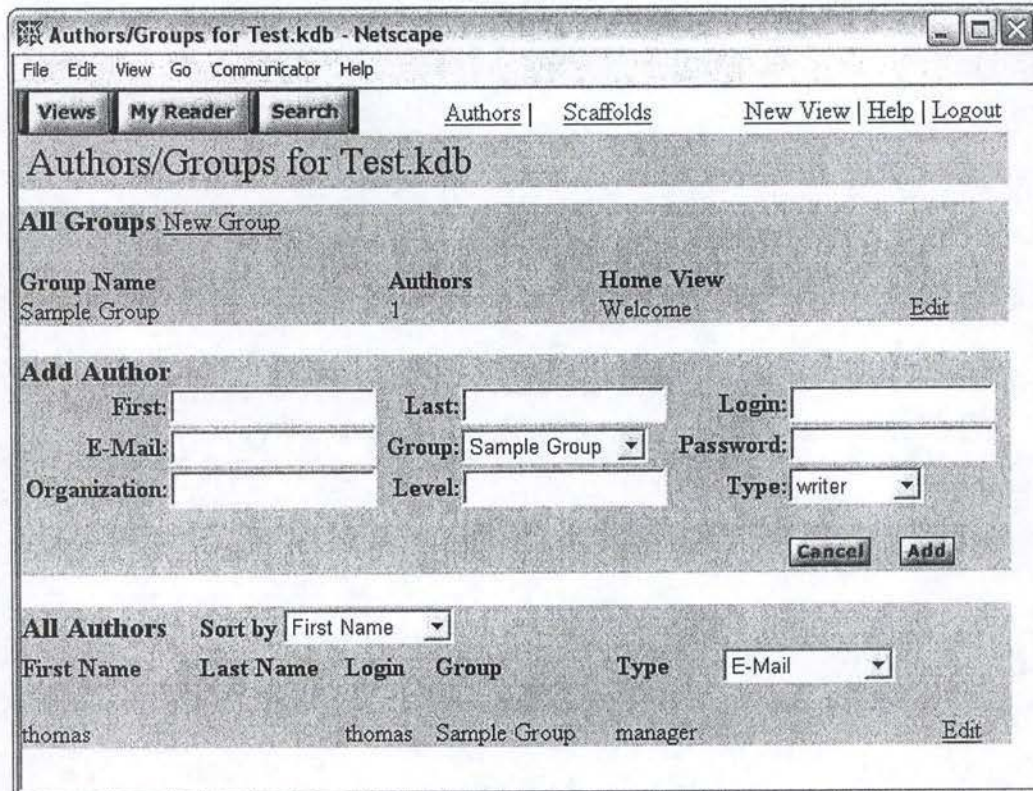 Authors/Groups for Test.kdb - Netscape
File Edit View Go Communicator Help
Views My Reader Search Authors | Scaffolds New View | Help | Logout
Authors/Groups for Test.kdb
All Groups New Group
Group Name Authors Home View
Sample Group 1 Welcome Edit
Add Author
First: Last: Login:
E-Mail: Group: Sample Group Password:
Organization: Level: Type: writer
Cancel Add
All Authors Sort by First Name
First Name Last Name Login Group Type E-Mail
thomas thomas Sample Group manager Edit